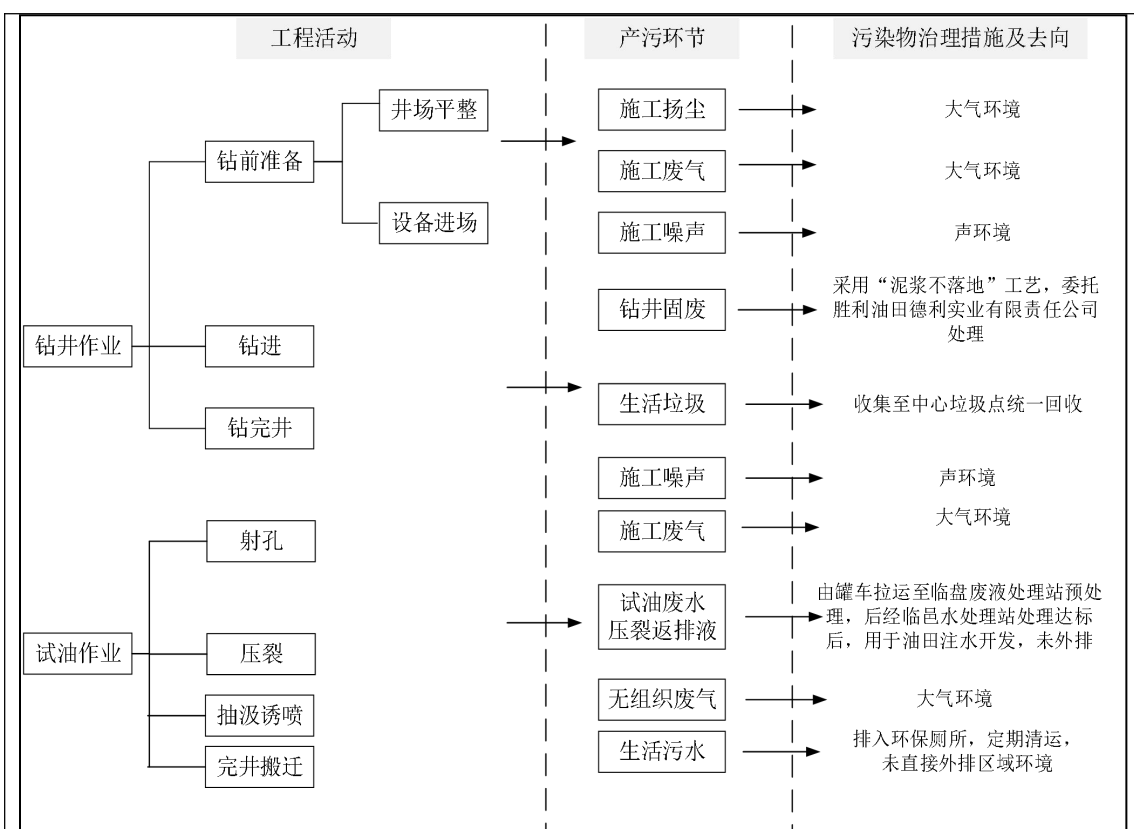 工程活动
产污环节
污染物治理措施及去向
井场平整
钻前准备
设备进场
钻井作业
钻进
钻完井
射孔
试油作业
压裂
抽汲诱喷
完井搬迁
施工扬尘
大气环境
施工废气
大气环境
施工噪声
声环境
钻井固废
采用“泥浆不落地”工艺，委托
胜利油田德利实业有限责任公司
处理
生活垃圾
收集至中心垃圾点统一回收
施工噪声
声环境
施工废气
大气环境
试油废水
压裂返排液
由罐车拉运至临盘废液处理站预处
理，后经临邑水处理站处理达标
后，用于油田注水开发，未外排
无组织废气
大气环境
生活污水
排入环保厕所，定期清运，
未直接外排区域环境